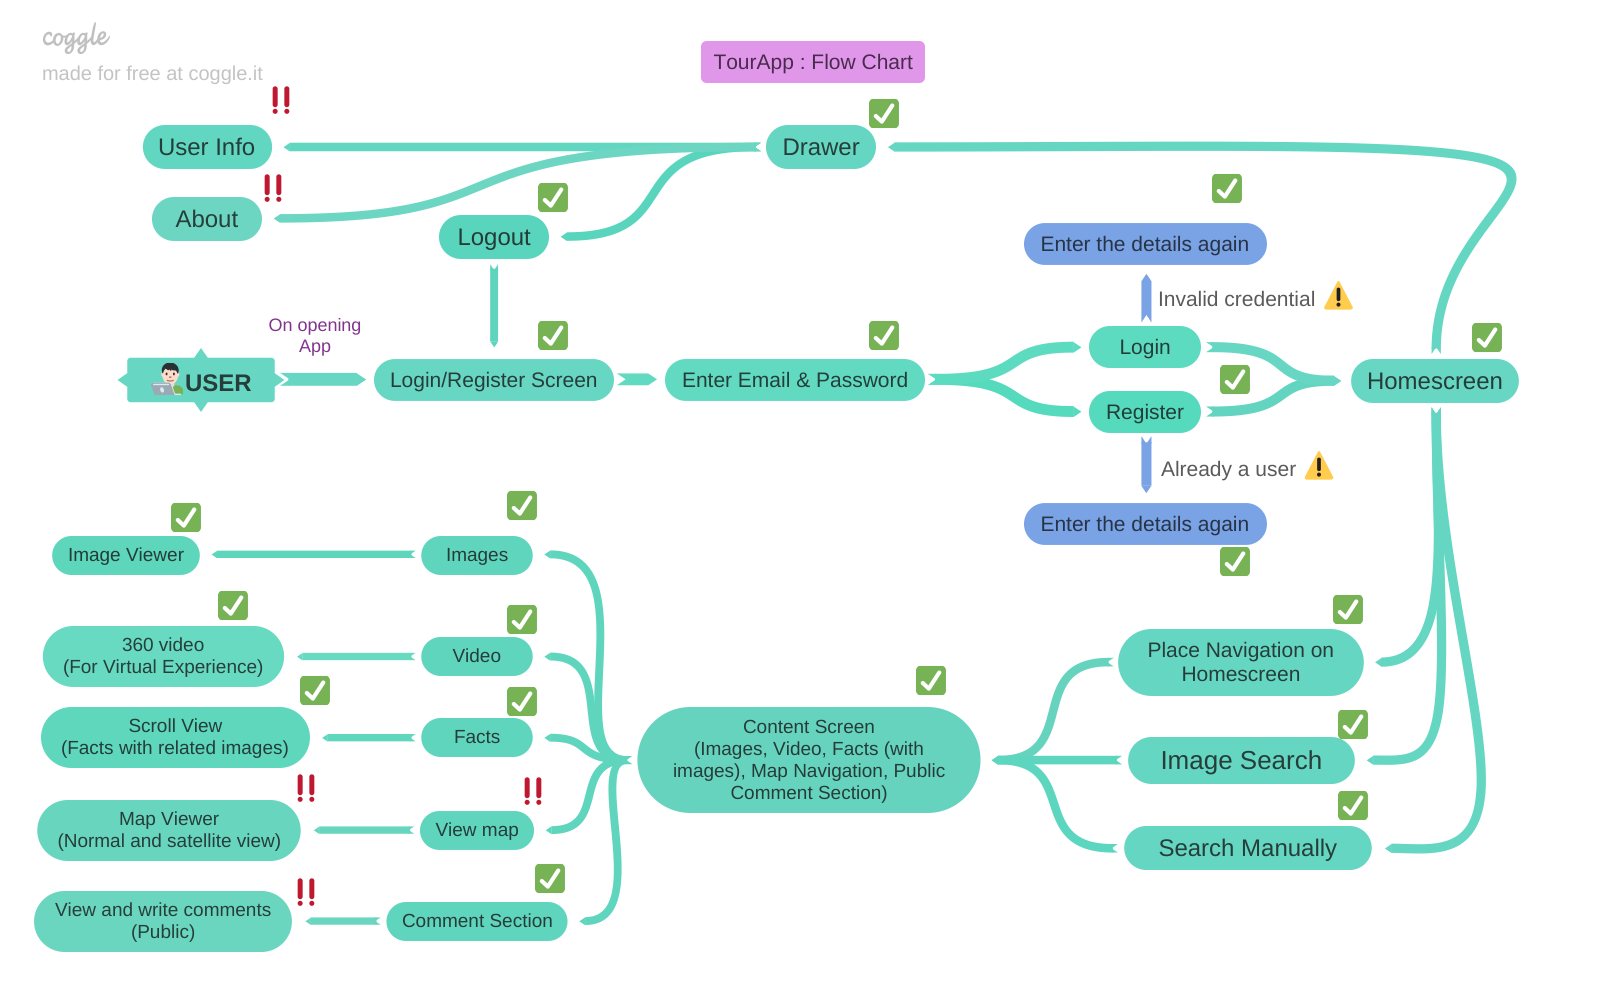 coggle
made for free at coggle.it
TourApp : Flow Chart
User Info
Drawer
About
Logout
Enter the details again
Invalid credential
On opening
App
USER
Login/Register Screen
Enter Email & Password
Login
Register
Homescreen
Already a user
Enter the details again
Image Viewer
Images
360 video
(For Virtual Experience)
Video
Scroll View
(Facts with related images)
Facts
Map Viewer
(Normal and satellite view)
View map
View and write comments
(Public)
Comment Section
Content Screen
(Images, Video, Facts (with
images), Map Navigation, Public
Comment Section)
Place Navigation on
Homescreen
Image Search
Search Manually